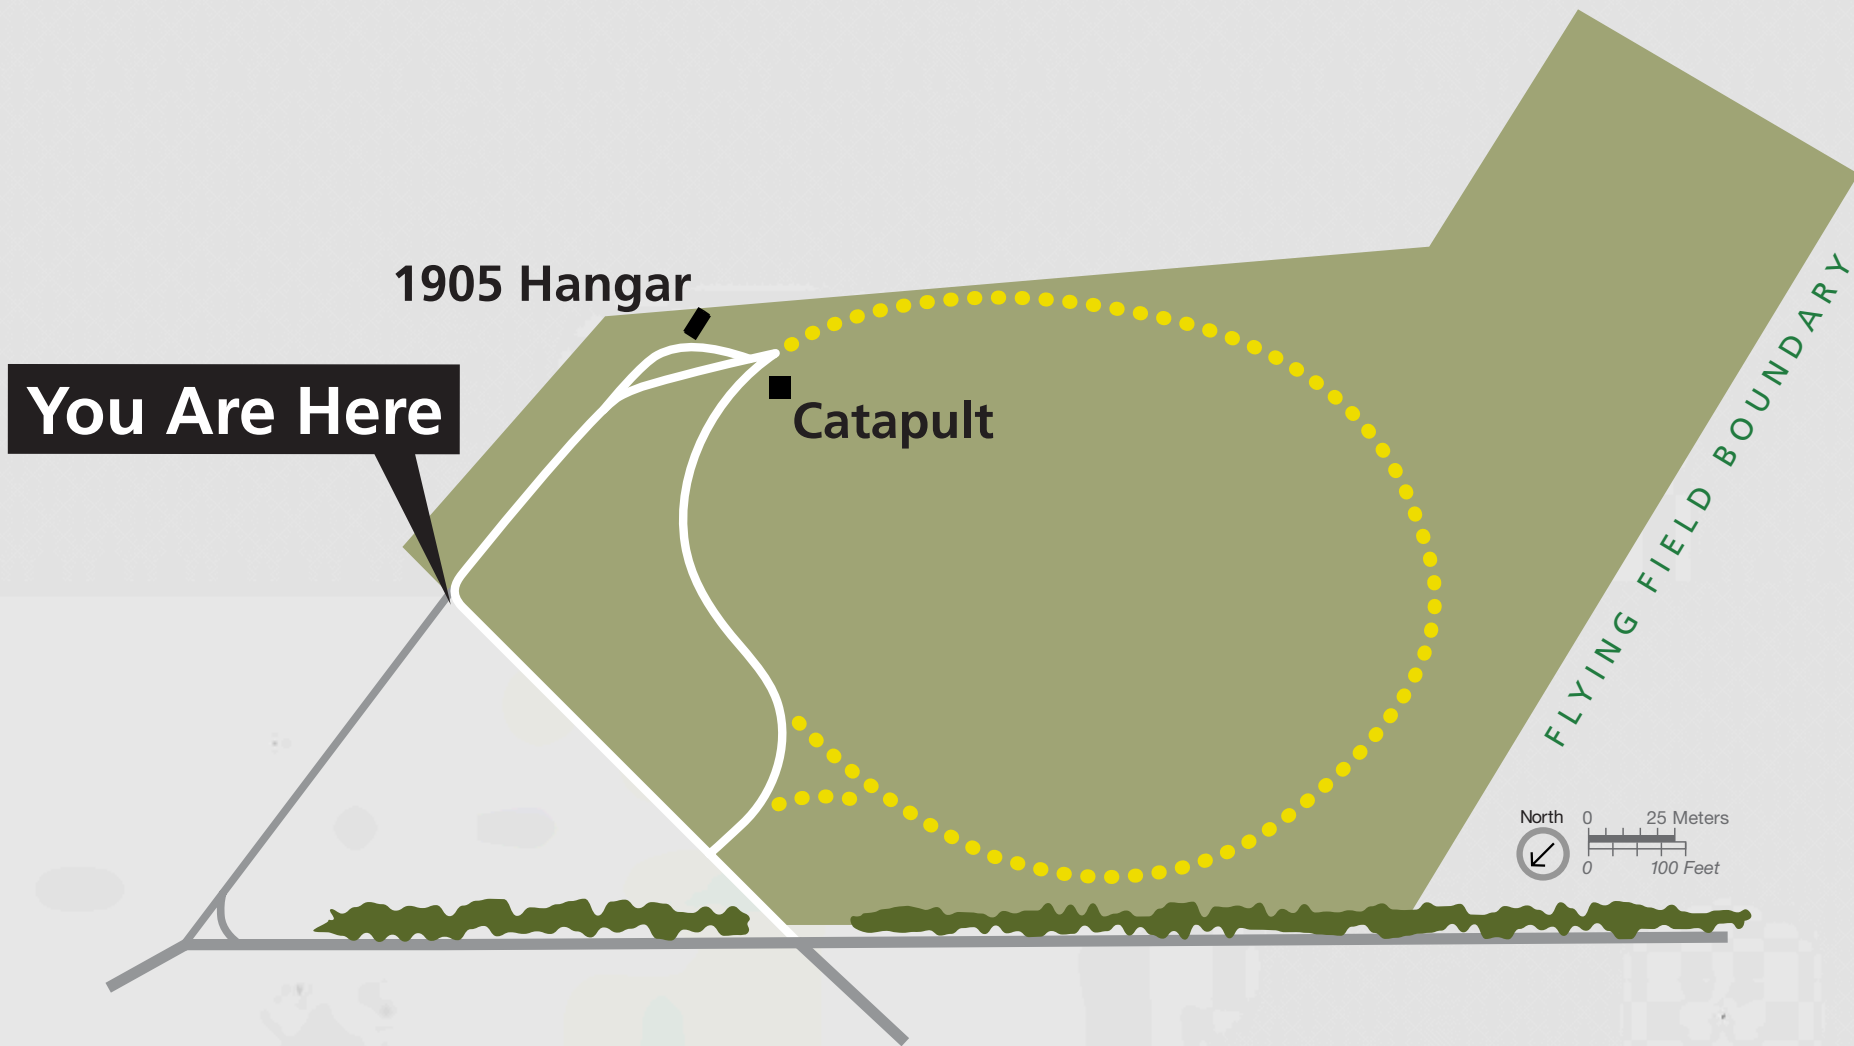 1905 Hangar
You Are Here
Catapult
FLYING FIELD BOUNDARY
North
0 25 Meters
0 100 Feet